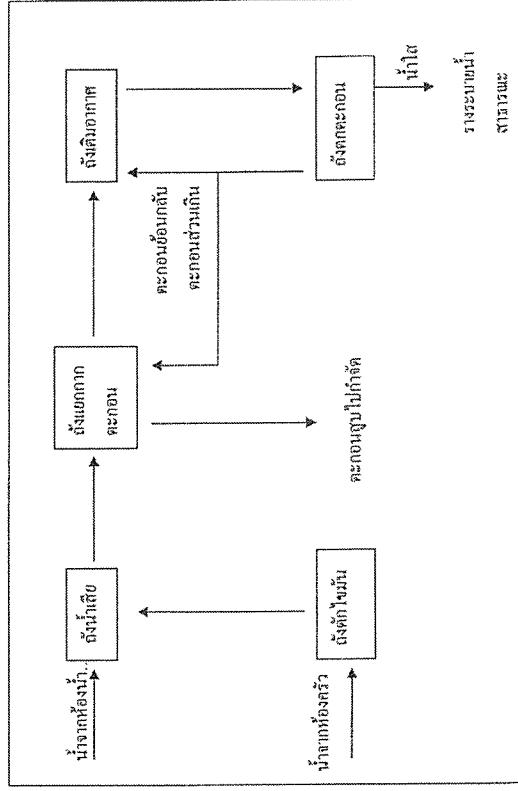 น้ำจากห้องน้ำ..
ถังน้ำเสีย
ถังแยกกาก
ตะกอน
ถังเติมอากาศ
ตะกอนย้อนกลับ
ตะกอนส่วนเกิน
น้ำจากห้องครัว
ถังดักไขมัน
ตะกอนสูบไปกำจัด
ถังตกตะกอน
น้ำใส
รางระบายน้ำ
สาธารณะ